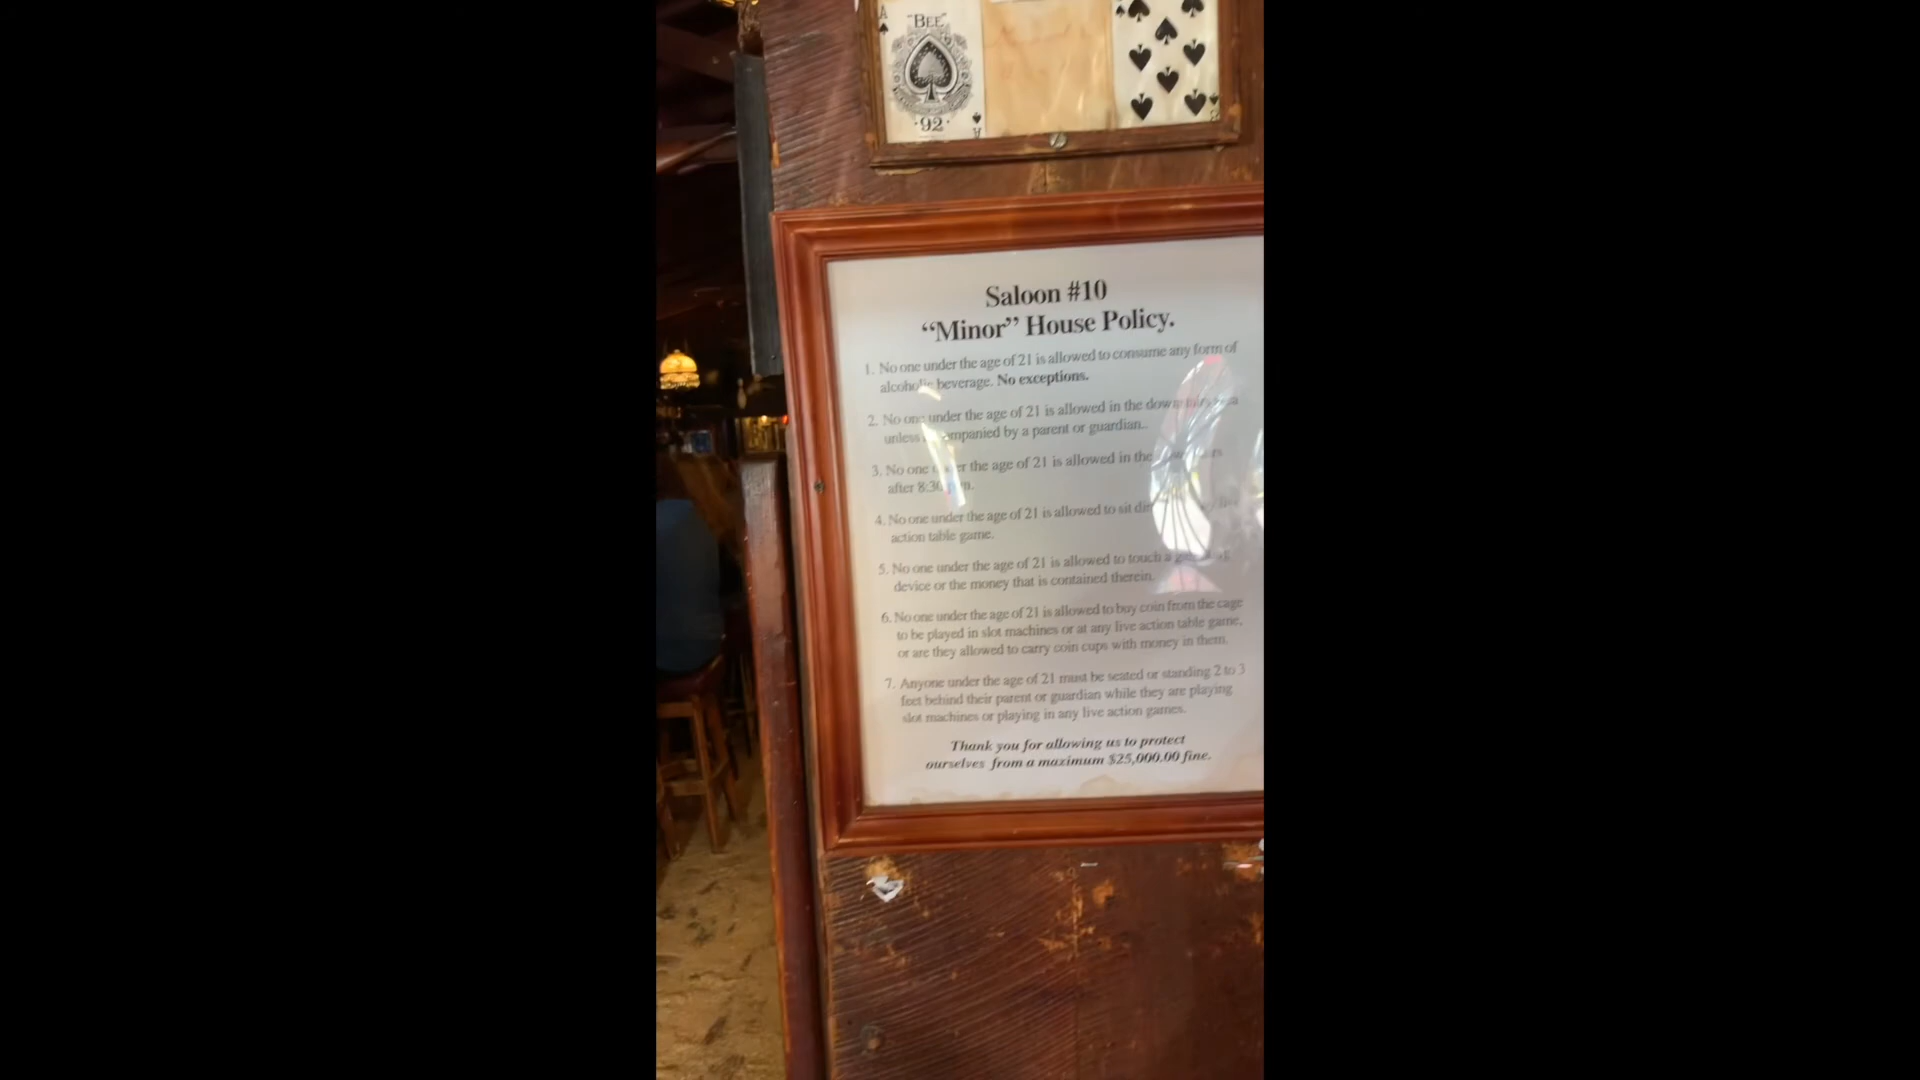 A
"BEE"
92
A
Saloon #10
“Minor” House Policy.
1. No one under the age of 21 is allowed to consume any form of
alcoholic beverage. No exceptions.
2. No one under the age of 21 is allowed in the
unless accompanied by a parent or guardian..
3. No one under the age of 21 is allowed in the
after 8:30 p.m.
4. No one under the age of 21 is allowed to sit
action table game.
5. No one under the age of 21 is allowed to touch a
device or the money that is contained therein.
6. No one under the age of 21 is allowed to buy coin from the cage
to be played in slot machines or at any live action table game,
or are they allowed to carry coin cups with money in them.
7. Anyone under the age of 21 must be seated or standing 2 to 3
feet behind their parent or guardian while they are playing
slot machines or playing in any live action games.
Thank you for allowing us to protect
ourselves from a maximum $25,000.00 fine.